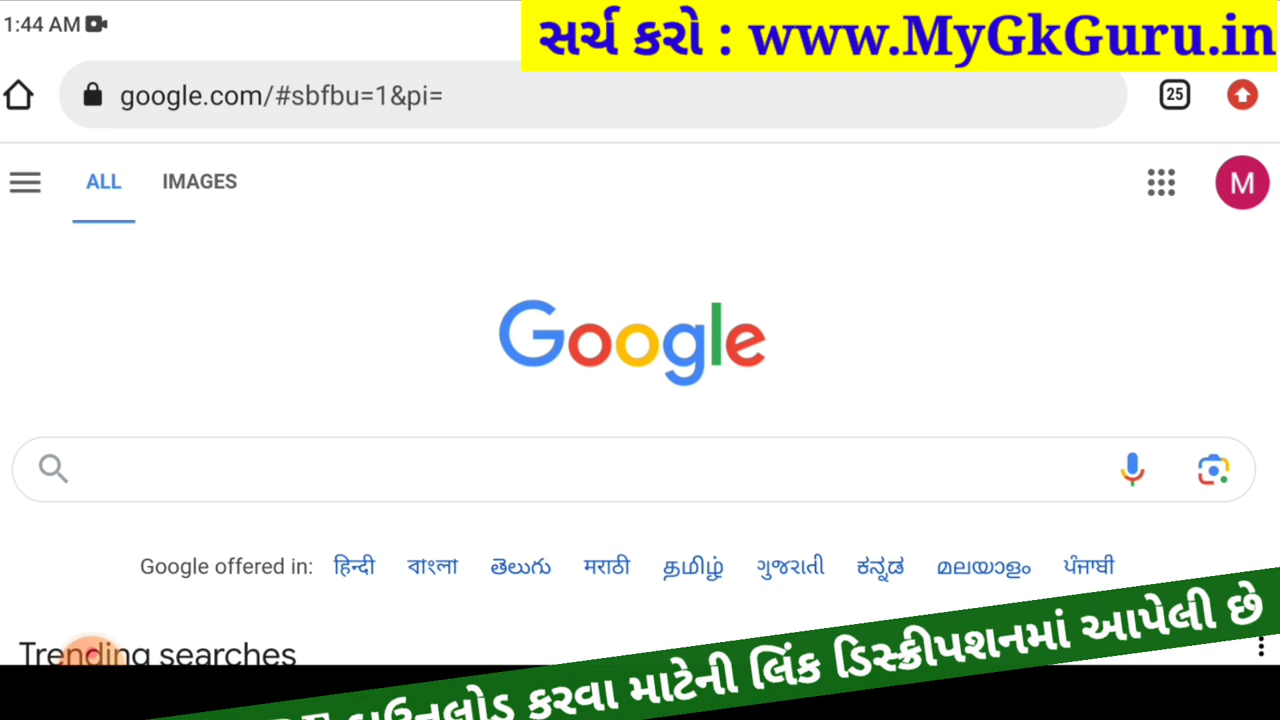 1:44 AM
સર્ચ કરો : www.MyGkGuru.in
google.com/#sbfbu=1&pi=
25
ALL IMAGES
M
Google
Google offered in: हिन्दी বাংলা తెలుగు मराठी தமிழ் ગુજરાતી ಕನ್ನಡ മലയാളം ਪੰਜਾਬੀ
Trending searches
ડાઉનલોડ કરવા માટેની લિંક ડિસ્ક્રીપશનમાં આપેલી છે